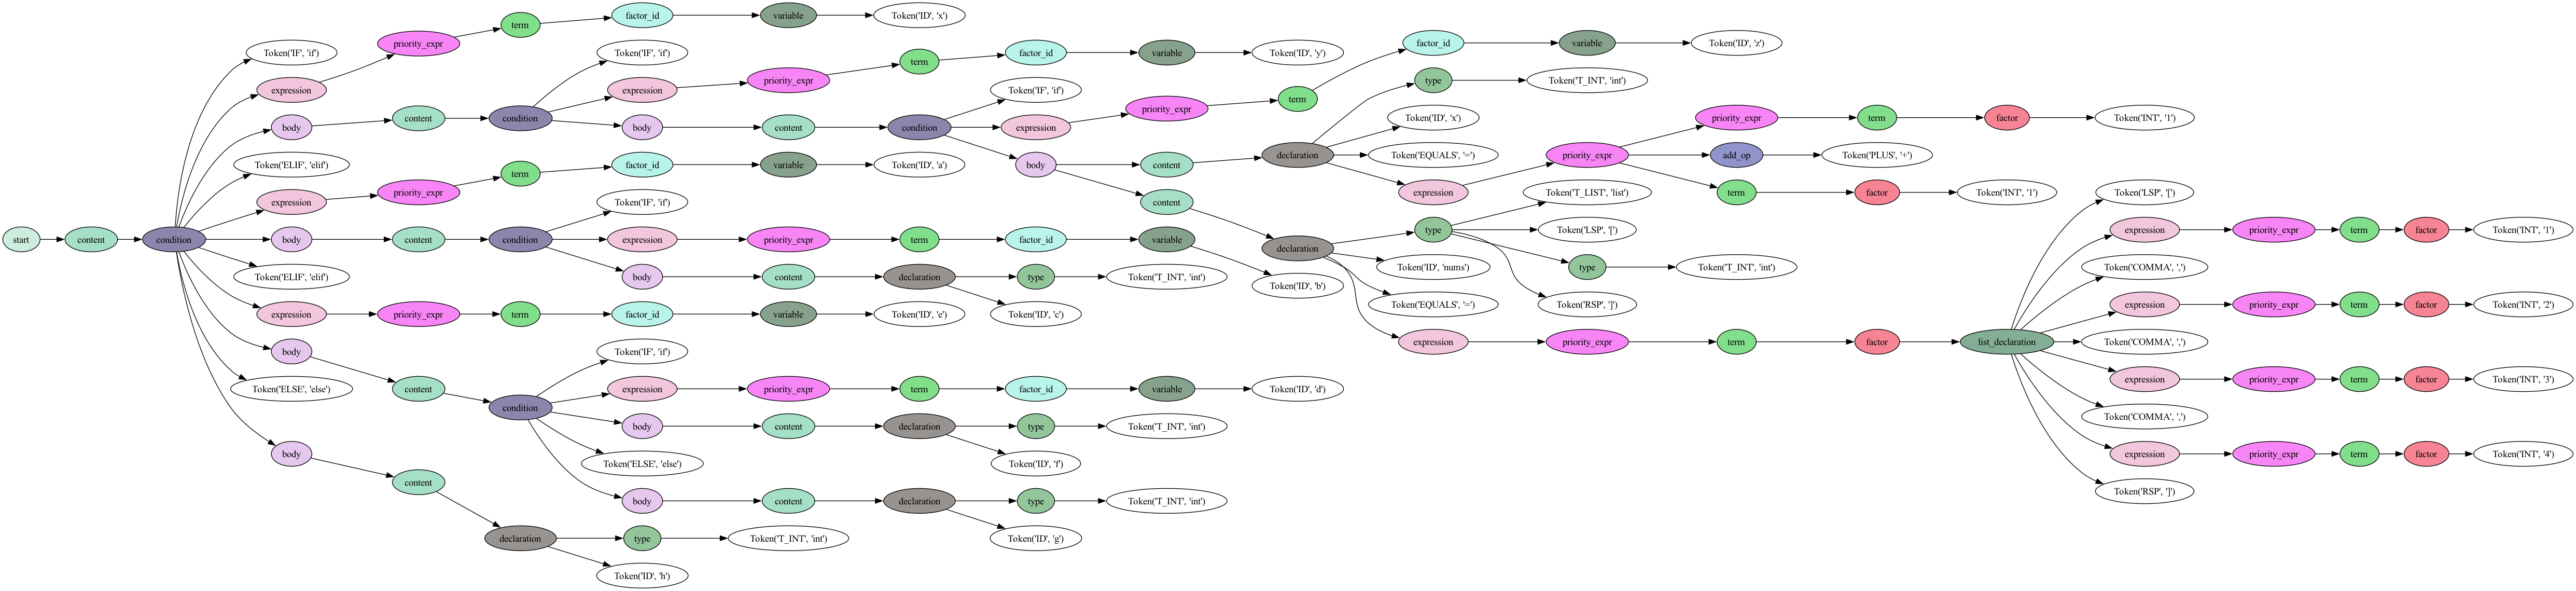 start
content
condition
Token('IF', 'if')
expression
priority_expr
term
factor_id
variable
Token('ID', 'x')
body
content
condition
Token('IF', 'if')
expression
priority_expr
term
factor_id
variable
Token('ID', 'y')
body
content
condition
Token('IF', 'if')
expression
priority_expr
term
factor_id
variable
Token('ID', 'z')
body
content
declaration
type
Token('T_INT', 'int')
Token('ID', 'x')
Token('EQUALS', '=')
expression
priority_expr
priority_expr
term
factor
Token('INT', '1')
add_op
Token('PLUS', '+')
term
factor
Token('INT', '1')
content
declaration
type
Token('T_LIST', 'list')
Token('LSP', '[')
type
Token('T_INT', 'int')
Token('RSP', ']')
Token('ID', 'nums')
Token('EQUALS', '=')
expression
priority_expr
term
factor
list_declaration
Token('LSP', '[')
expression
priority_expr
term
factor
Token('INT', '1')
Token('COMMA', ',')
expression
priority_expr
term
factor
Token('INT', '2')
Token('COMMA', ',')
expression
priority_expr
term
factor
Token('INT', '3')
Token('COMMA', ',')
expression
priority_expr
term
factor
Token('INT', '4')
Token('RSP', ']')
Token('ELIF', 'elif')
expression
priority_expr
term
factor_id
variable
Token('ID', 'a')
body
content
condition
Token('IF', 'if')
expression
priority_expr
term
factor_id
variable
Token('ID', 'b')
body
content
declaration
type
Token('T_INT', 'int')
Token('ID', 'c')
Token('ELIF', 'elif')
expression
priority_expr
term
factor_id
variable
Token('ID', 'e')
body
content
condition
Token('IF', 'if')
expression
priority_expr
term
factor_id
variable
Token('ID', 'd')
body
content
declaration
type
Token('T_INT', 'int')
Token('ID', 'f')
Token('ELSE', 'else')
body
content
declaration
type
Token('T_INT', 'int')
Token('ID', 'g')
Token('ELSE', 'else')
body
content
declaration
type
Token('T_INT', 'int')
Token('ID', 'h')